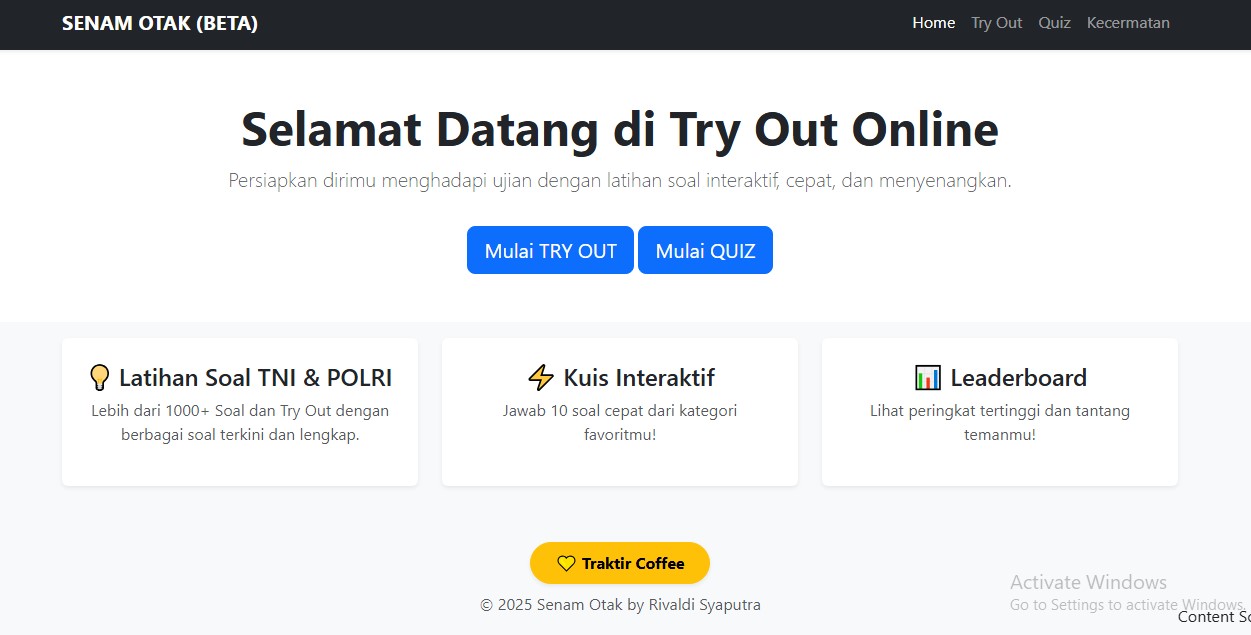 SENAM OTAK (BETA)
Home Try Out Quiz Kecermatan
Selamat Datang di Try Out Online
Persiapkan dirimu menghadapi ujian dengan latihan soal interaktif, cepat, dan menyenangkan.
Mulai TRY OUT Mulai QUIZ
Latihan Soal TNI & POLRI
Lebih dari 1000+ Soal dan Try Out dengan
berbagai soal terkini dan lengkap.
Kuis Interaktif
Jawab 10 soal cepat dari kategori
favoritmu!
Leaderboard
Lihat peringkat tertinggi dan tantang
temanmu!
Traktir Coffee
© 2025 Senam Otak by Rivaldi Syaputra
Activate Windows
Go to Settings to activate Windows.
Content